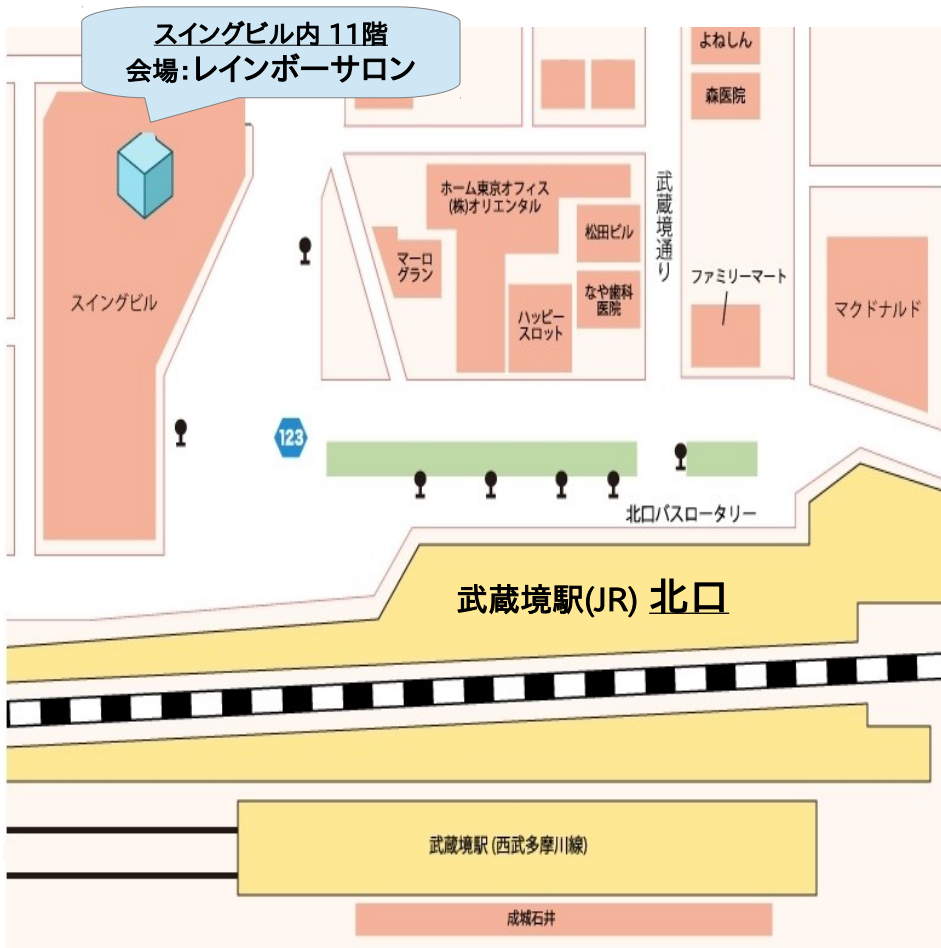 スイングビル内 11階
会場:レインボーサロン
よねしん
森医院
ホーム東京オフィス
(株)オリエンタル
武蔵境通り
松田ビル
マーロ
グラン
ファミリーマート
なや歯科
医院
スイングビル
ハッピー
スロット
マクドナルド
123
北口バスロータリー
武蔵境駅(JR) 北口
武蔵境駅 (西武多摩川線)
成城石井